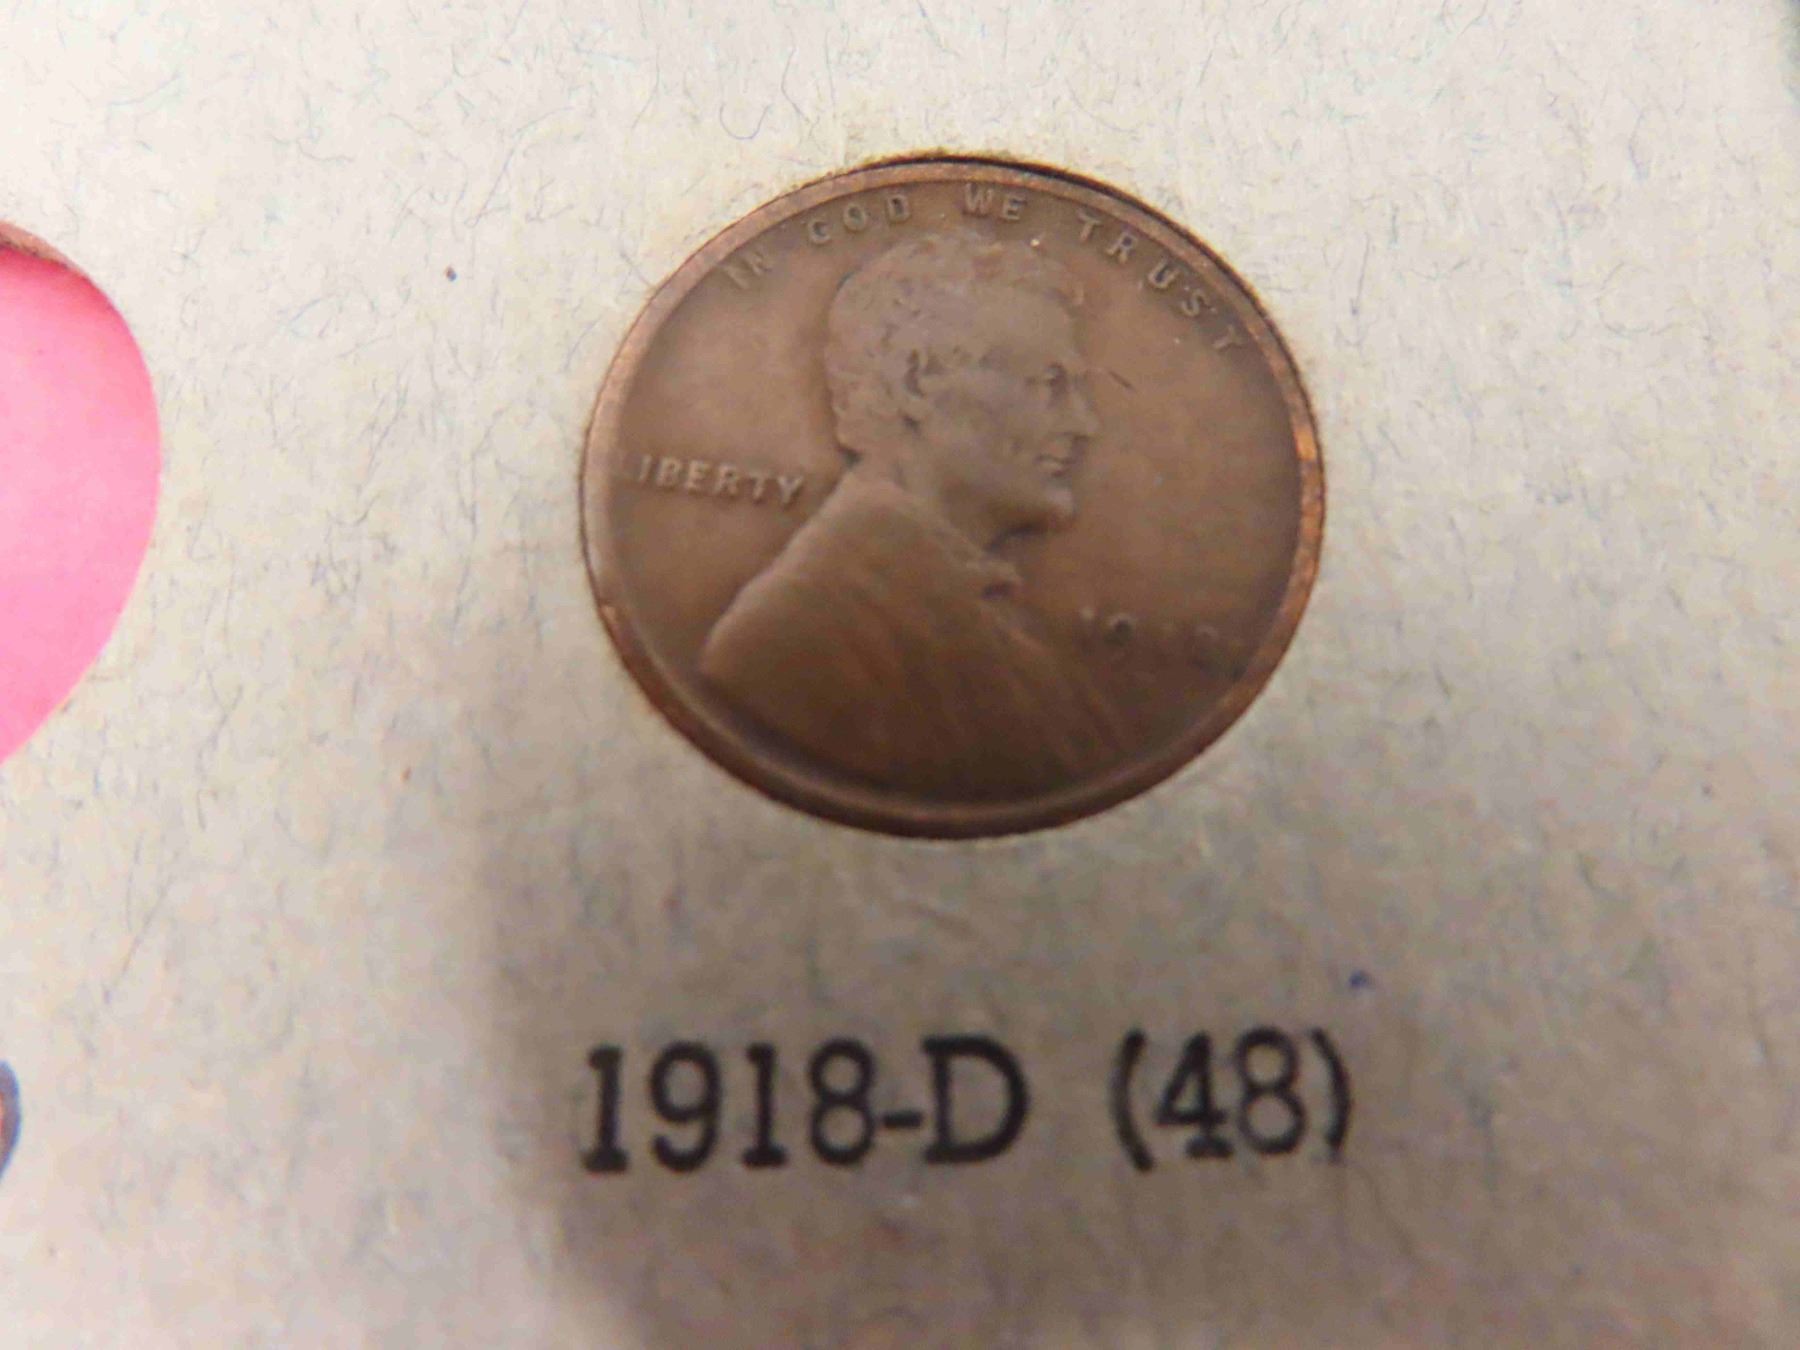 IN GOD WE TRUST
LIBERTY
1918-D (48)